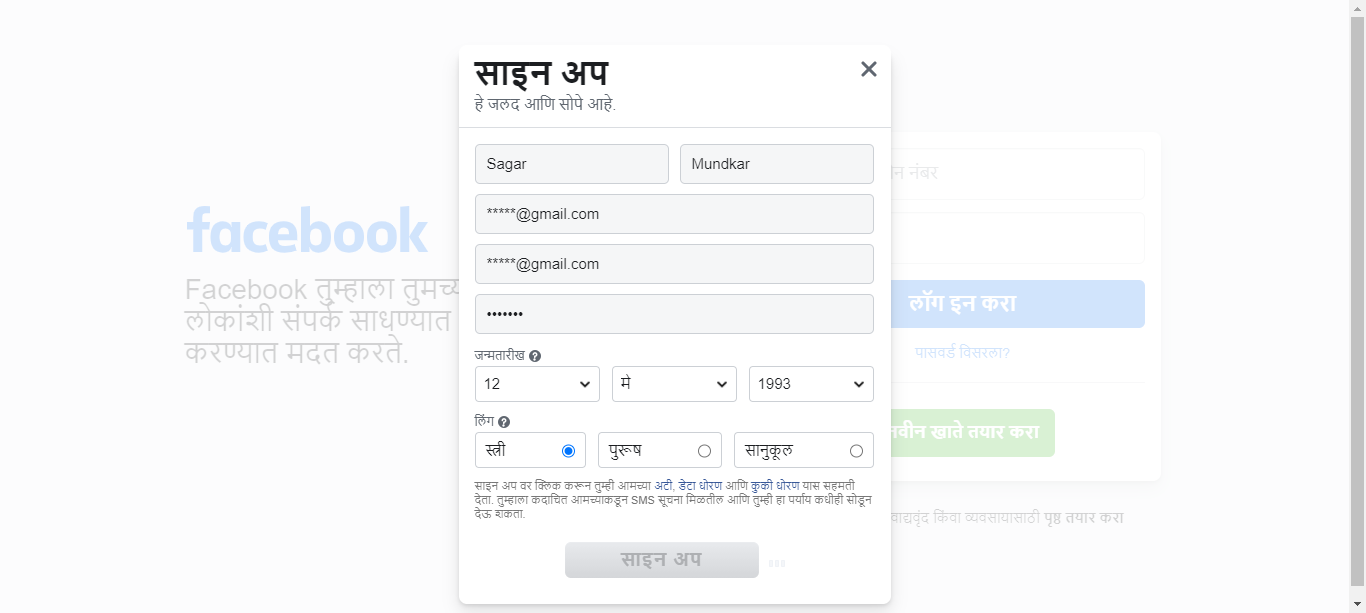 साइन अप
हे जलद आणि सोपे आहे.
Sagar
Mundkar
*****@gmail.com
*****@gmail.com
•••••••
जन्मतारीख
12
मे
1993
लिंग
स्त्री
पुरूष
सानुकूल
साइन अप वर क्लिक करून तुम्ही आमच्या अटी, डेटा धोरण आणि कुकी धोरण यास सहमती
देता. तुम्हाला कदाचित आमच्याकडून SMS सूचना मिळतील आणि तुम्ही हा पर्याय कधीही सोडून
देऊ शकता.
साइन अप
facebook
Facebook तुम्हाला तुमच्य
लोकांशी संपर्क साधण्यात
करण्यात मदत करते.
न नंबर
लॉग इन करा
पासवर्ड विसरला?
नवीन खाते तयार करा
वाद्यवृंद किंवा व्यवसायासाठी पृष्ठ तयार करा